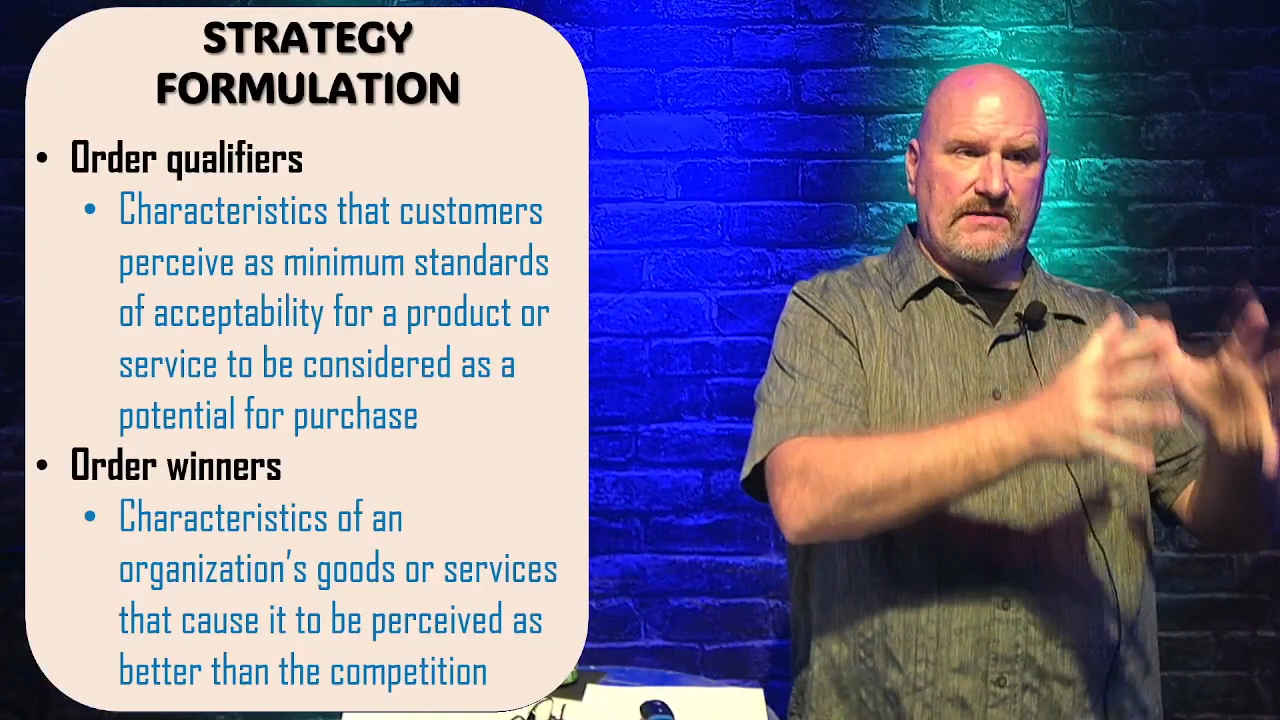 STRATEGY
FORMULATION
• Order qualifiers
• Characteristics that customers
perceive as minimum standards
of acceptability for a product or
service to be considered as a
potential for purchase
• Order winners
• Characteristics of an
organization's goods or services
that cause it to be perceived as
better than the competition